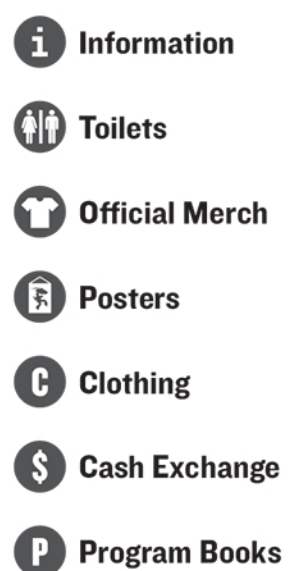 i Information
Toilets
Official Merch
Posters
C Clothing
$ Cash Exchange
P Program Books